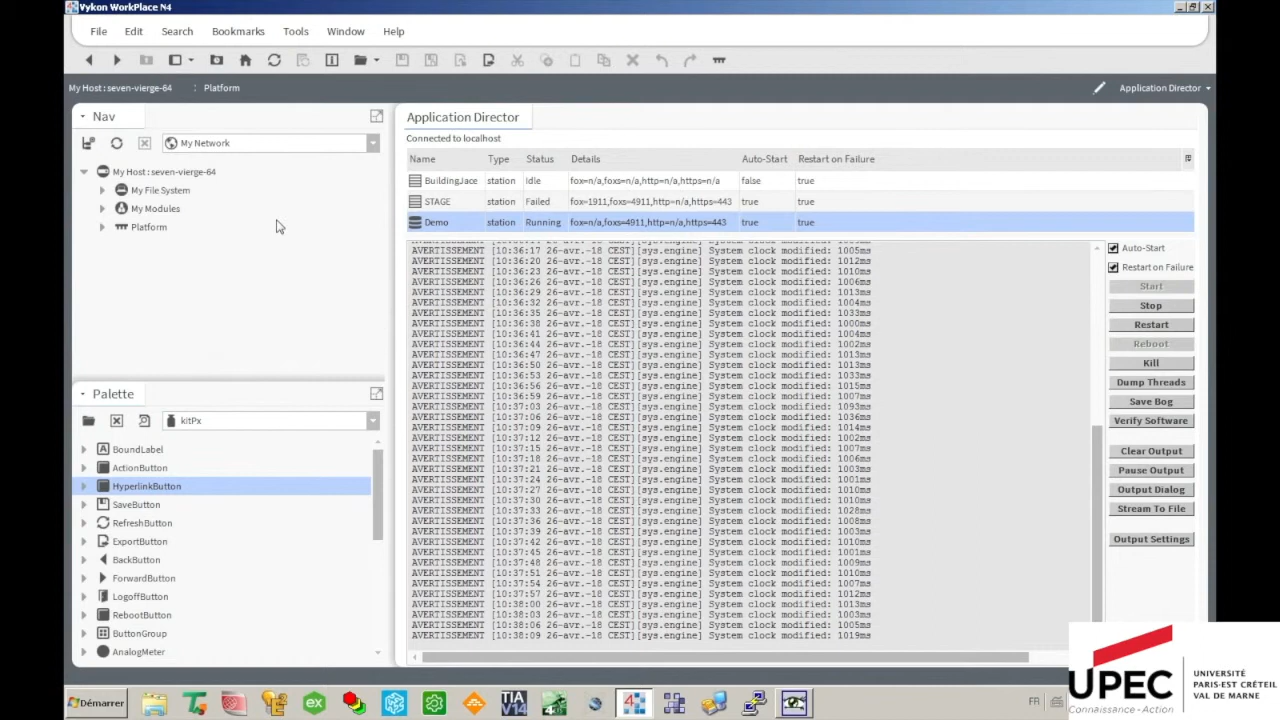 Vykon WorkPlace N4
File Edit Search Bookmarks Tools Window Help
My Host : seven-vierge-64 : Platform
Application Director
Nav
My Network
My Host : seven-vierge-64
My File System
My Modules
Platform
Palette
kitPx
BoundLabel
ActionButton
HyperlinkButton
SaveButton
RefreshButton
ExportButton
BackButton
ForwardButton
LogoffButton
RebootButton
ButtonGroup
AnalogMeter
Application Director
Connected to localhost
Name Type Status Details Auto-Start Restart on Failure
BuildingJace station Idle fox=n/a,foxs=n/a,http=n/a,https=n/a false true
STAGE station Failed fox=1911,foxs=4911,http=n/a,https=443 true true
Demo station Running fox=n/a,foxs=4911,http=n/a,https=443 true true
AVERTISSEMENT [10:36:17 26-avr.-18 CEST][sys.engine] System clock modified: 1005ms
AVERTISSEMENT [10:36:20 26-avr.-18 CEST][sys.engine] System clock modified: 1012ms
AVERTISSEMENT [10:36:23 26-avr.-18 CEST][sys.engine] System clock modified: 1010ms
AVERTISSEMENT [10:36:26 26-avr.-18 CEST][sys.engine] System clock modified: 1006ms
AVERTISSEMENT [10:36:29 26-avr.-18 CEST][sys.engine] System clock modified: 1013ms
AVERTISSEMENT [10:36:32 26-avr.-18 CEST][sys.engine] System clock modified: 1004ms
AVERTISSEMENT [10:36:35 26-avr.-18 CEST][sys.engine] System clock modified: 1033ms
AVERTISSEMENT [10:36:38 26-avr.-18 CEST][sys.engine] System clock modified: 1000ms
AVERTISSEMENT [10:36:41 26-avr.-18 CEST][sys.engine] System clock modified: 1004ms
AVERTISSEMENT [10:36:44 26-avr.-18 CEST][sys.engine] System clock modified: 1002ms
AVERTISSEMENT [10:36:47 26-avr.-18 CEST][sys.engine] System clock modified: 1013ms
AVERTISSEMENT [10:36:50 26-avr.-18 CEST][sys.engine] System clock modified: 1013ms
AVERTISSEMENT [10:36:53 26-avr.-18 CEST][sys.engine] System clock modified: 1033ms
AVERTISSEMENT [10:36:56 26-avr.-18 CEST][sys.engine] System clock modified: 1015ms
AVERTISSEMENT [10:36:59 26-avr.-18 CEST][sys.engine] System clock modified: 1007ms
AVERTISSEMENT [10:37:03 26-avr.-18 CEST][sys.engine] System clock modified: 1093ms
AVERTISSEMENT [10:37:06 26-avr.-18 CEST][sys.engine] System clock modified: 1036ms
AVERTISSEMENT [10:37:09 26-avr.-18 CEST][sys.engine] System clock modified: 1014ms
AVERTISSEMENT [10:37:12 26-avr.-18 CEST][sys.engine] System clock modified: 1002ms
AVERTISSEMENT [10:37:15 26-avr.-18 CEST][sys.engine] System clock modified: 1007ms
AVERTISSEMENT [10:37:18 26-avr.-18 CEST][sys.engine] System clock modified: 1006ms
AVERTISSEMENT [10:37:21 26-avr.-18 CEST][sys.engine] System clock modified: 1003ms
AVERTISSEMENT [10:37:24 26-avr.-18 CEST][sys.engine] System clock modified: 1001ms
AVERTISSEMENT [10:37:27 26-avr.-18 CEST][sys.engine] System clock modified: 1010ms
AVERTISSEMENT [10:37:30 26-avr.-18 CEST][sys.engine] System clock modified: 1010ms
AVERTISSEMENT [10:37:33 26-avr.-18 CEST][sys.engine] System clock modified: 1028ms
AVERTISSEMENT [10:37:36 26-avr.-18 CEST][sys.engine] System clock modified: 1008ms
AVERTISSEMENT [10:37:39 26-avr.-18 CEST][sys.engine] System clock modified: 1003ms
AVERTISSEMENT [10:37:42 26-avr.-18 CEST][sys.engine] System clock modified: 1010ms
AVERTISSEMENT [10:37:45 26-avr.-18 CEST][sys.engine] System clock modified: 1001ms
AVERTISSEMENT [10:37:48 26-avr.-18 CEST][sys.engine] System clock modified: 1009ms
AVERTISSEMENT [10:37:51 26-avr.-18 CEST][sys.engine] System clock modified: 1010ms
AVERTISSEMENT [10:37:54 26-avr.-18 CEST][sys.engine] System clock modified: 1007ms
AVERTISSEMENT [10:37:57 26-avr.-18 CEST][sys.engine] System clock modified: 1012ms
AVERTISSEMENT [10:38:00 26-avr.-18 CEST][sys.engine] System clock modified: 1013ms
AVERTISSEMENT [10:38:03 26-avr.-18 CEST][sys.engine] System clock modified: 1003ms
AVERTISSEMENT [10:38:06 26-avr.-18 CEST][sys.engine] System clock modified: 1005ms
AVERTISSEMENT [10:38:09 26-avr.-18 CEST][sys.engine] System clock modified: 1019ms
Auto-Start
Restart on Failure
Start
Stop
Restart
Reboot
Kill
Dump Threads
Save Bog
Verify Software
Clear Output
Pause Output
Output Dialog
Stream To File
Output Settings
Démarrer
ex
TIA
V14
FR
UPEC
Connaissance - Action
UNIVERSITÉ
PARIS-EST CRÉTEIL
VAL DE MARNE